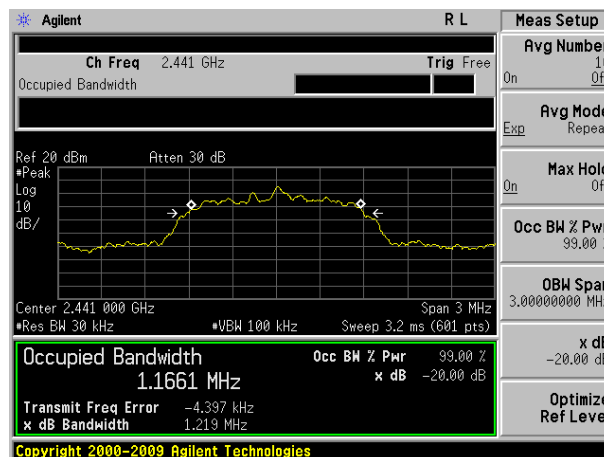 Agilent R L Meas Setup
Ch Freq 2.441 GHz Trig Free
Occupied Bandwidth
Avg Number
On
Avg Mode
Exp
Max Hold
On
Ref 20 dBm Atten 30 dB
#Peak
Log
10
dB/
Occ BW % Pwr
99.00
OBW Span
3.00000000 MHz
Center 2.441 000 GHz Span 3 MHz
#Res BW 30 kHz #VBW 100 kHz Sweep 3.2 ms (601 pts)
Occupied Bandwidth Occ BW % Pwr 99.00 %
1.1661 MHz x dB -20.00 dB
Transmit Freq Error -4.397 kHz
x dB Bandwidth 1.219 MHz
x dB
-20.00 dB
Optimize
Ref Level
Copyright 2000-2009 Agilent Technologies